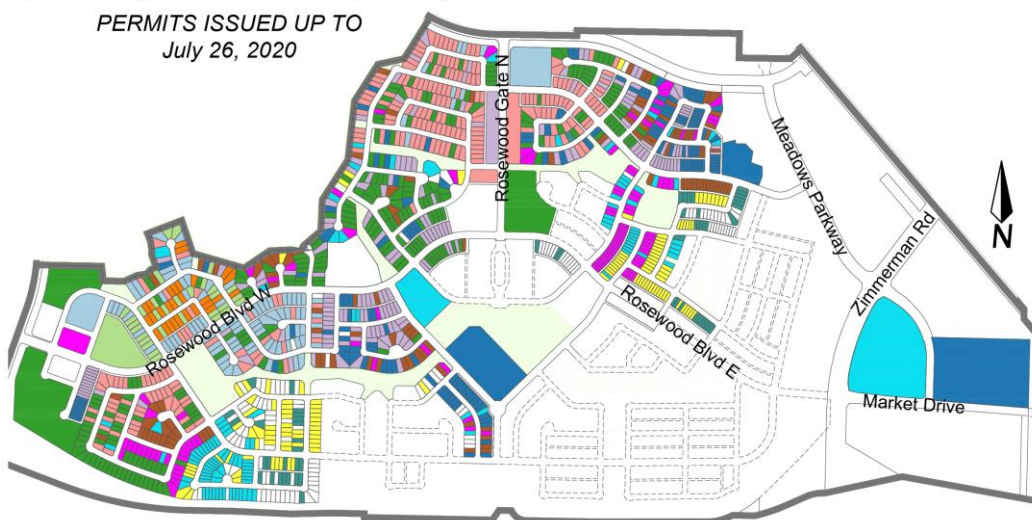 PERMITS ISSUED UP TO
July 26, 2020
Rosewood Gate N
Meadows Parkway
Zimmerman Rd
N
Rosewood Blvd W
Rosewood Blvd E
Market Drive